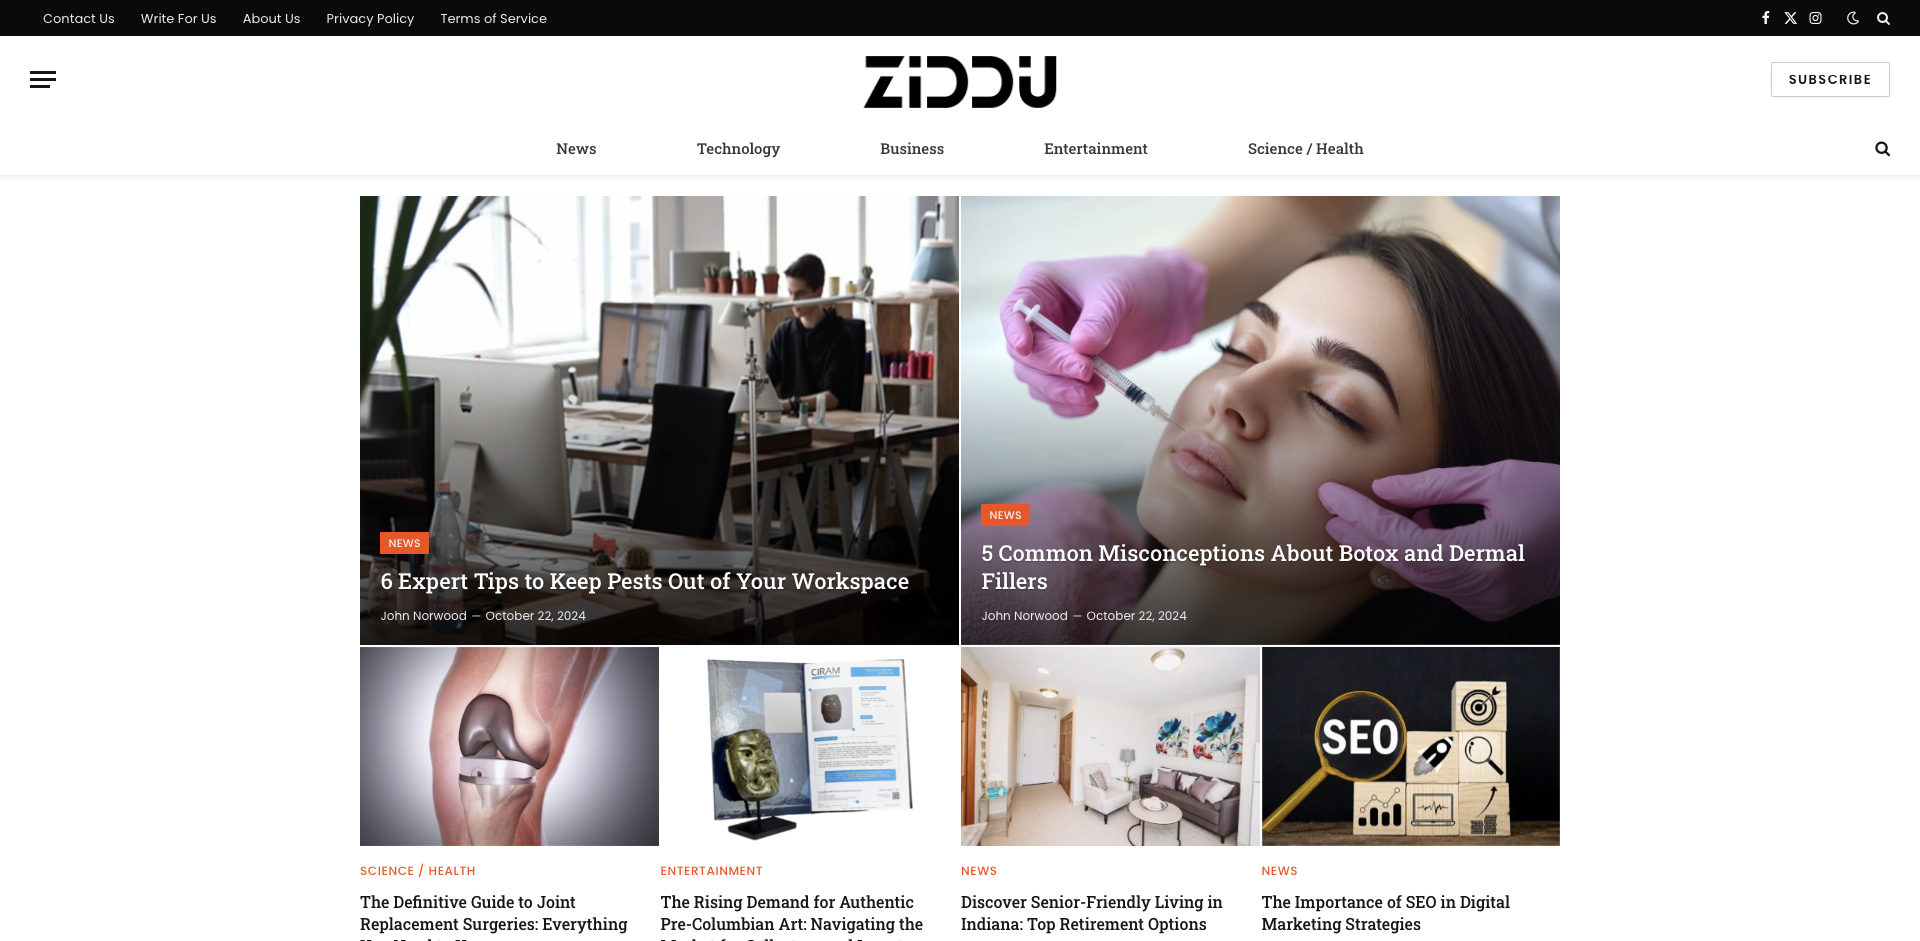 Contact Us Write For Us About Us Privacy Policy Terms of Service
ZIDDU
SUBSCRIBE
News Technology Business Entertainment Science / Health
NEWS
6 Expert Tips to Keep Pests Out of Your Workspace
John Norwood — October 22, 2024
NEWS
5 Common Misconceptions About Botox and Dermal
Fillers
John Norwood — October 22, 2024
CIRAM
SEO
SCIENCE / HEALTH
The Definitive Guide to Joint
Replacement Surgeries: Everything
ENTERTAINMENT
The Rising Demand for Authentic
Pre-Columbian Art: Navigating the
NEWS
Discover Senior-Friendly Living in
Indiana: Top Retirement Options
NEWS
The Importance of SEO in Digital
Marketing Strategies